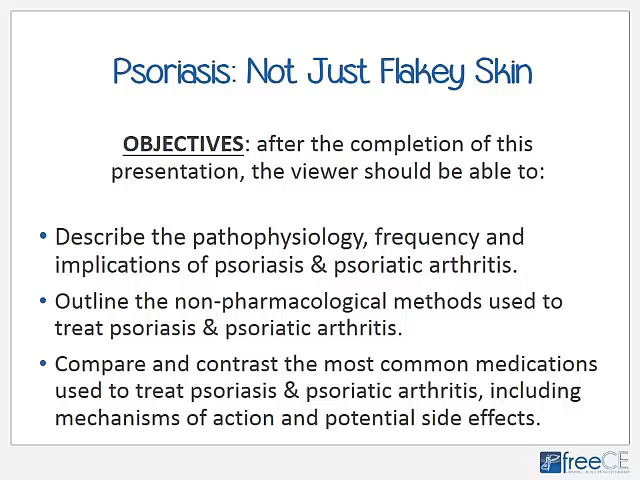 Psoriasis: Not Just Flakey Skin
OBJECTIVES: after the completion of this
presentation, the viewer should be able to:
• Describe the pathophysiology, frequency and
implications of psoriasis & psoriatic arthritis.
• Outline the non-pharmacological methods used to
treat psoriasis & psoriatic arthritis.
• Compare and contrast the most common medications
used to treat psoriasis & psoriatic arthritis, including
mechanisms of action and potential side effects.
freeCE